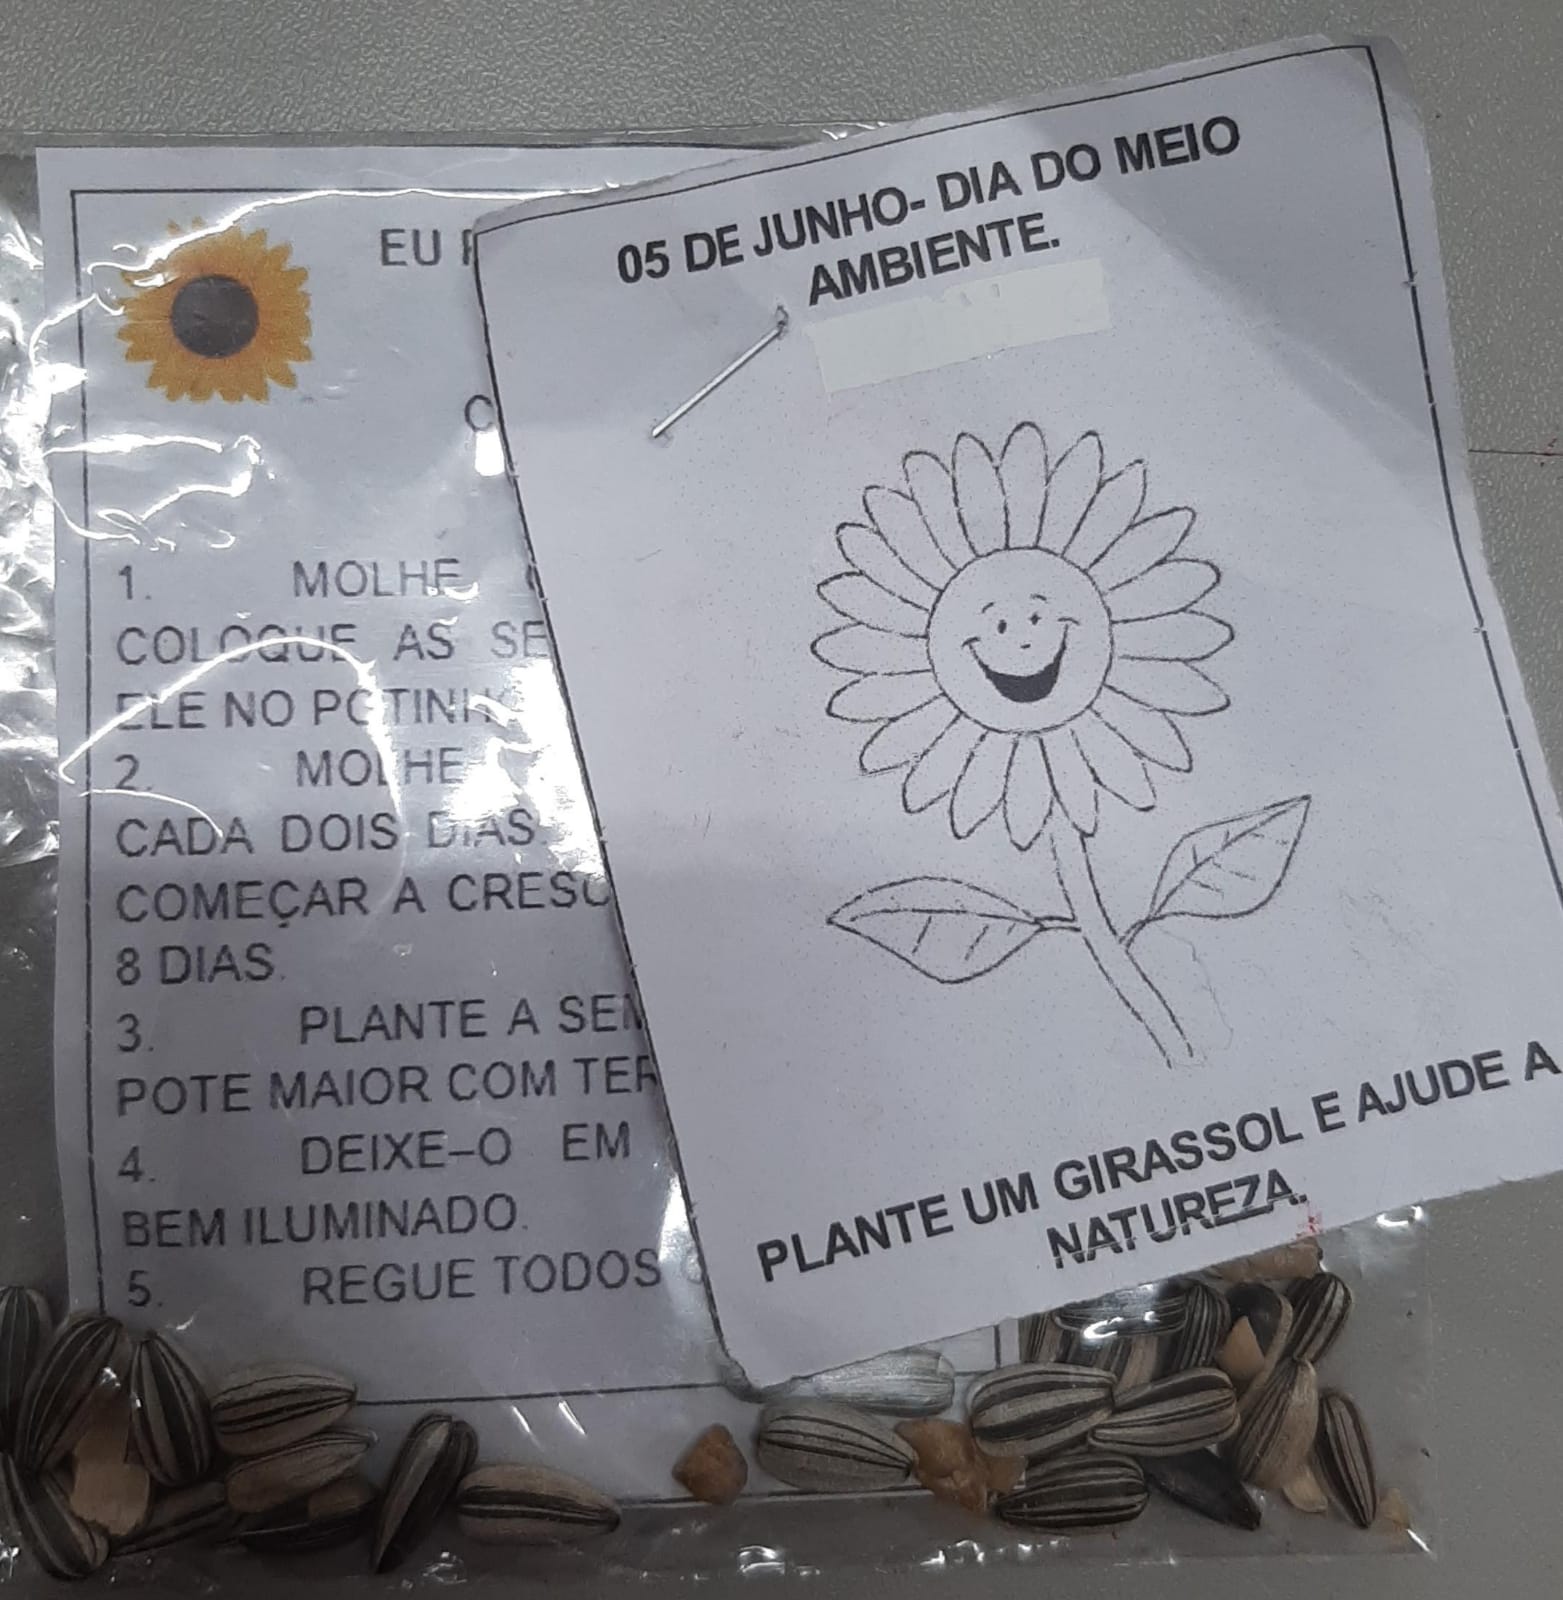 05 DE JUNHO- DIA DO MEIO
AMBIENTE.
PLANTE UM GIRASSOL E AJUDE A
NATUREZA.
EU
1. MOLHE
COLOQUE AS
ELE NO POTINHO
2. MOLHE
CADA DOIS DIAS.
COMEÇAR A
8 DIAS.
3. PLANTE A
POTE MAIOR COM
4. DEIXE-O EM
BEM ILUMINADO.
5. REGUE TODOS